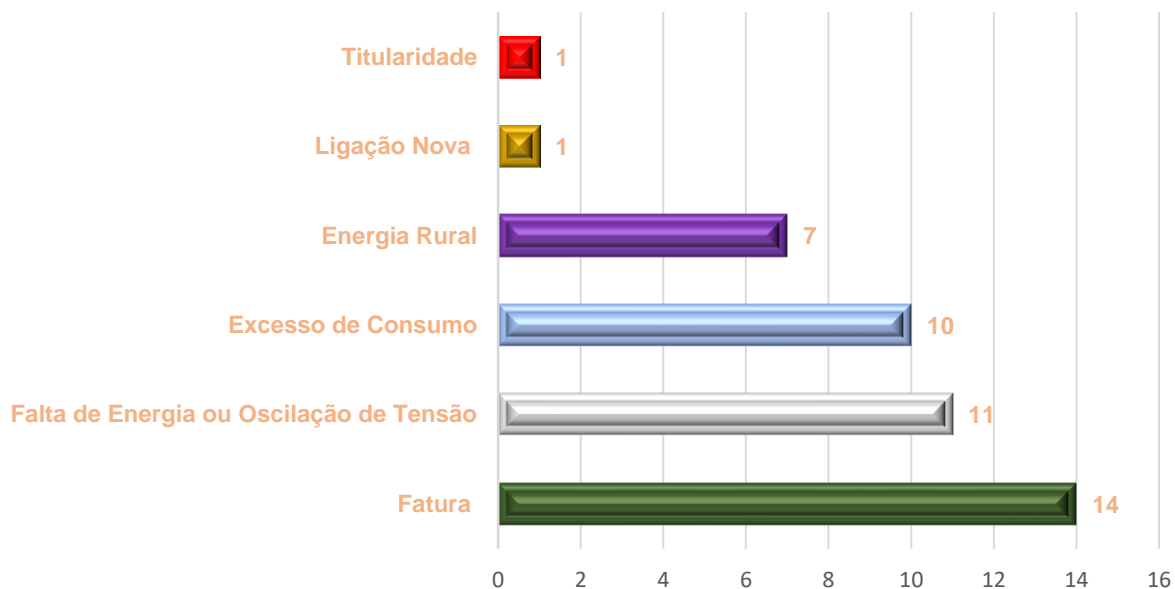 Titularidade 1
Ligação Nova 1
Energia Rural 7
Excesso de Consumo 10
Falta de Energia ou Oscilação de Tensão 11
Fatura 14
0 2 4 6 8 10 12 14 16